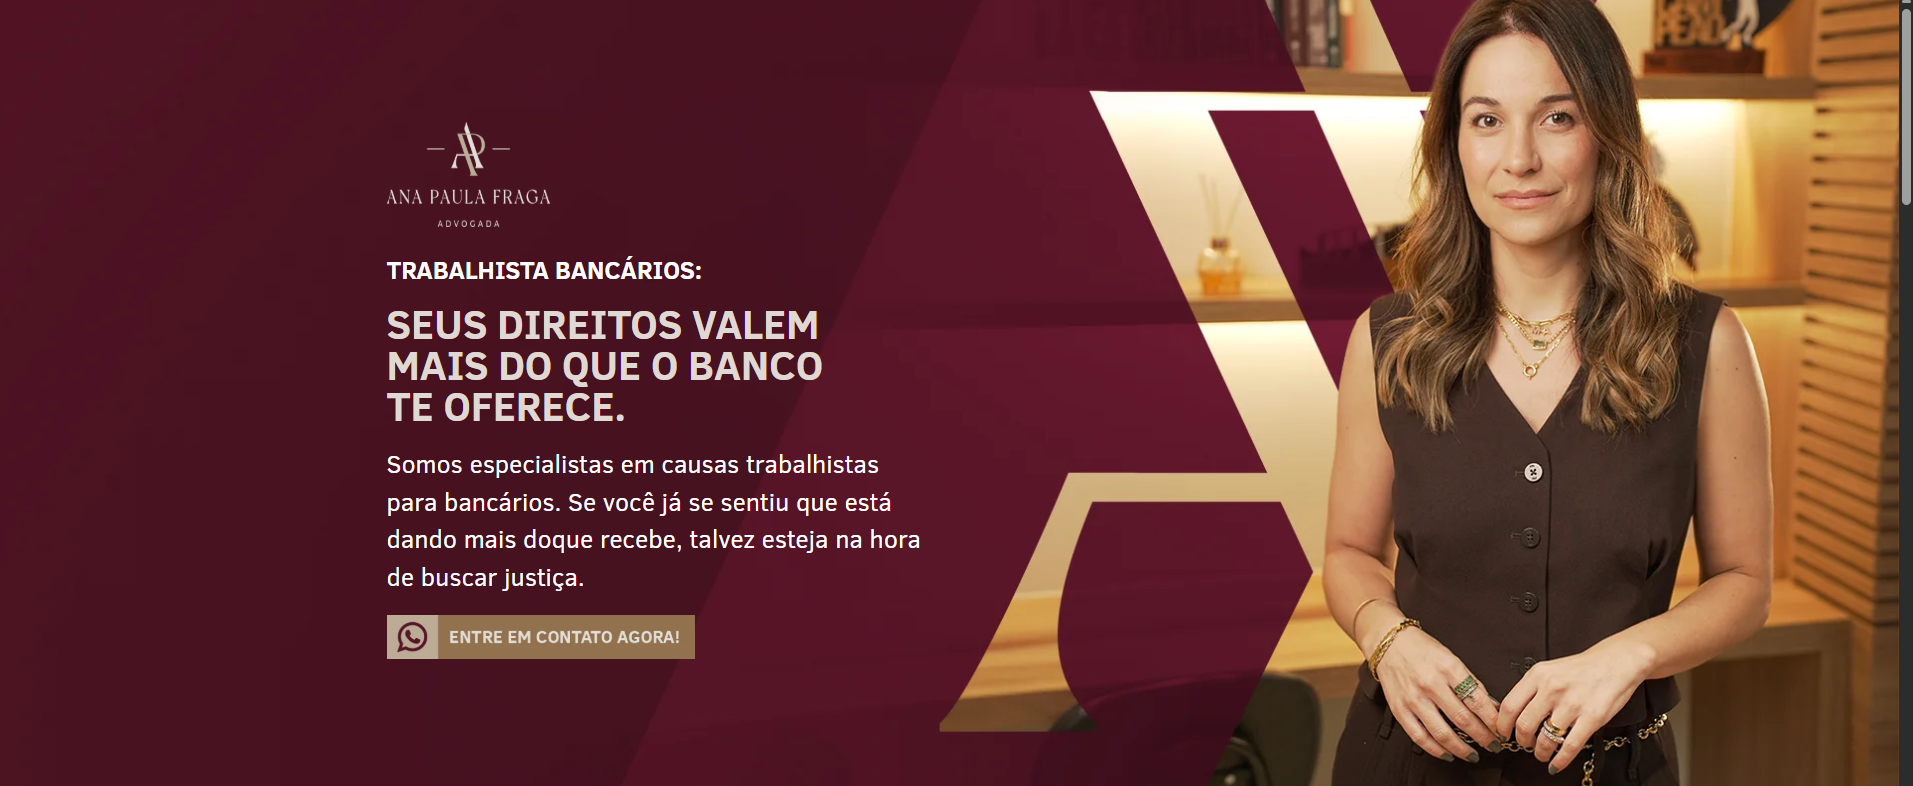 ANA PAULA FRAGA
ADVOGADA
TRABALHISTA BANCÁRIOS:
SEUS DIREITOS VALEM
MAIS DO QUE O BANCO
TE OFERECE.
Somos especialistas em causas trabalhistas
para bancários. Se você já se sentiu que está
dando mais doque recebe, talvez esteja na hora
de buscar justiça.
ENTRE EM CONTATO AGORA!